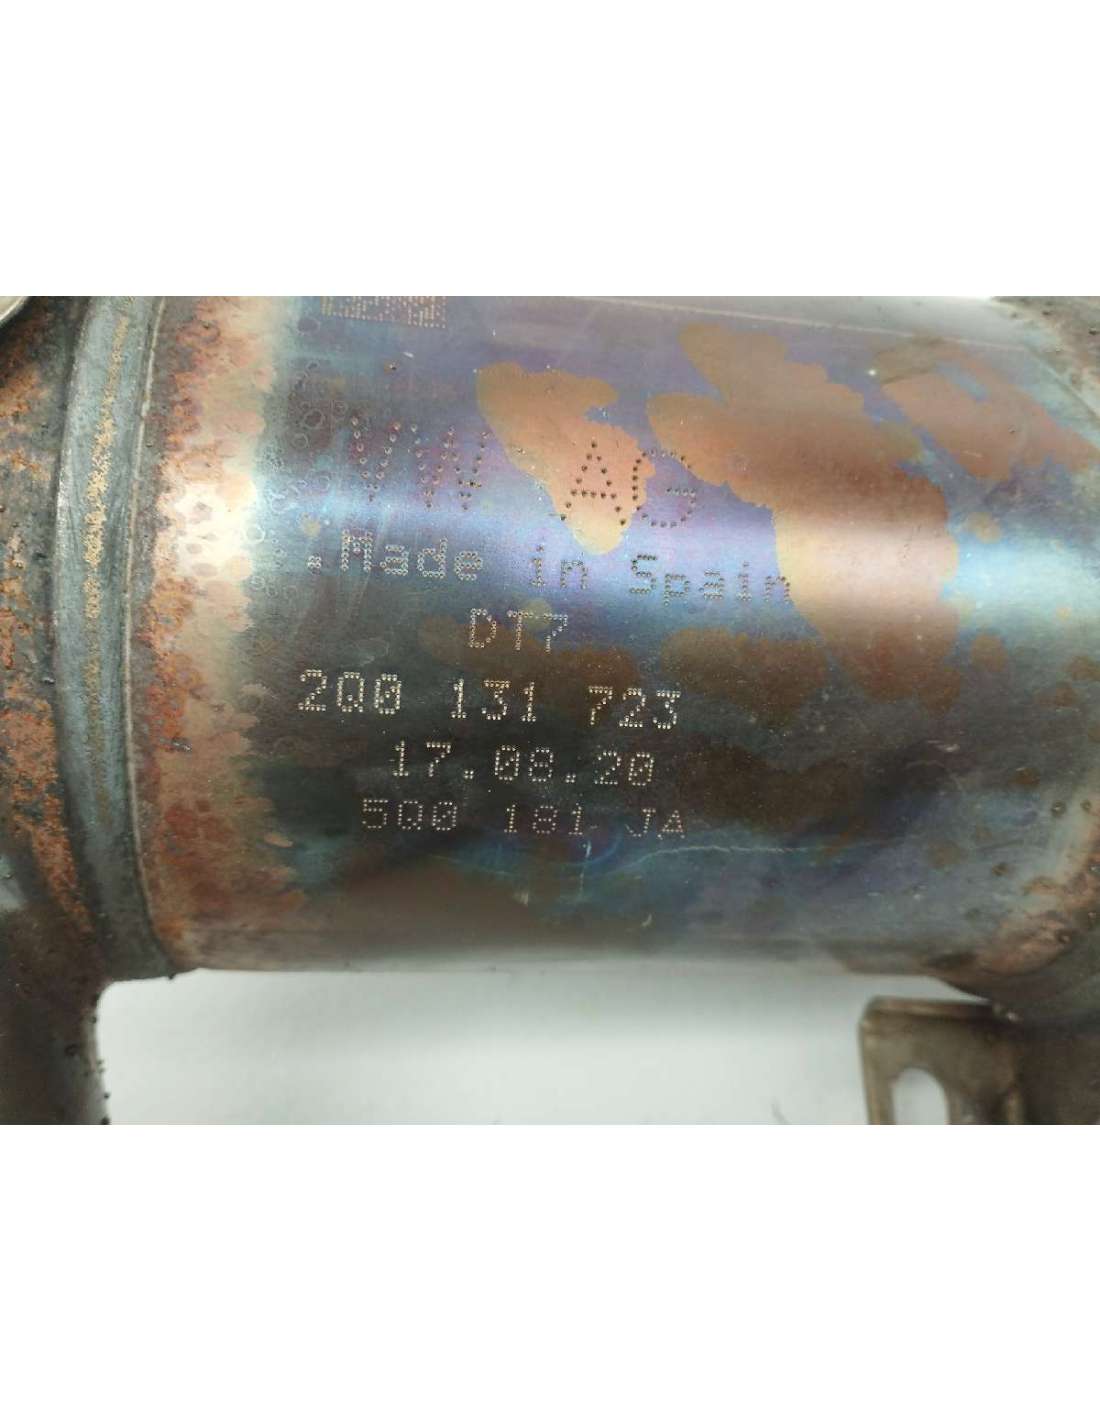 VW AG
.Made in Spain
DT7
2Q0 131 723
17.08.20
5Q0 181 JA